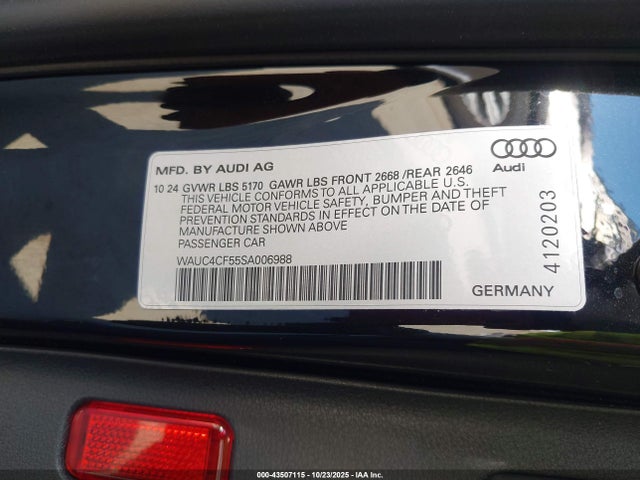 MFD. BY AUDI AG
Audi
10 24 GVWR LBS 5170 GAWR LBS FRONT 2668 /REAR 2646
THIS VEHICLE CONFORMS TO ALL APPLICABLE U.S.
FEDERAL MOTOR VEHICLE SAFETY, BUMPER AND THEFT
PREVENTION STANDARDS IN EFFECT ON THE DATE OF
MANUFACTURE SHOWN ABOVE
PASSENGER CAR
WAUC4CF55SA006988
4120203
GERMANY
000-43507115 - 10/23/2025 - IAAI, Inc.